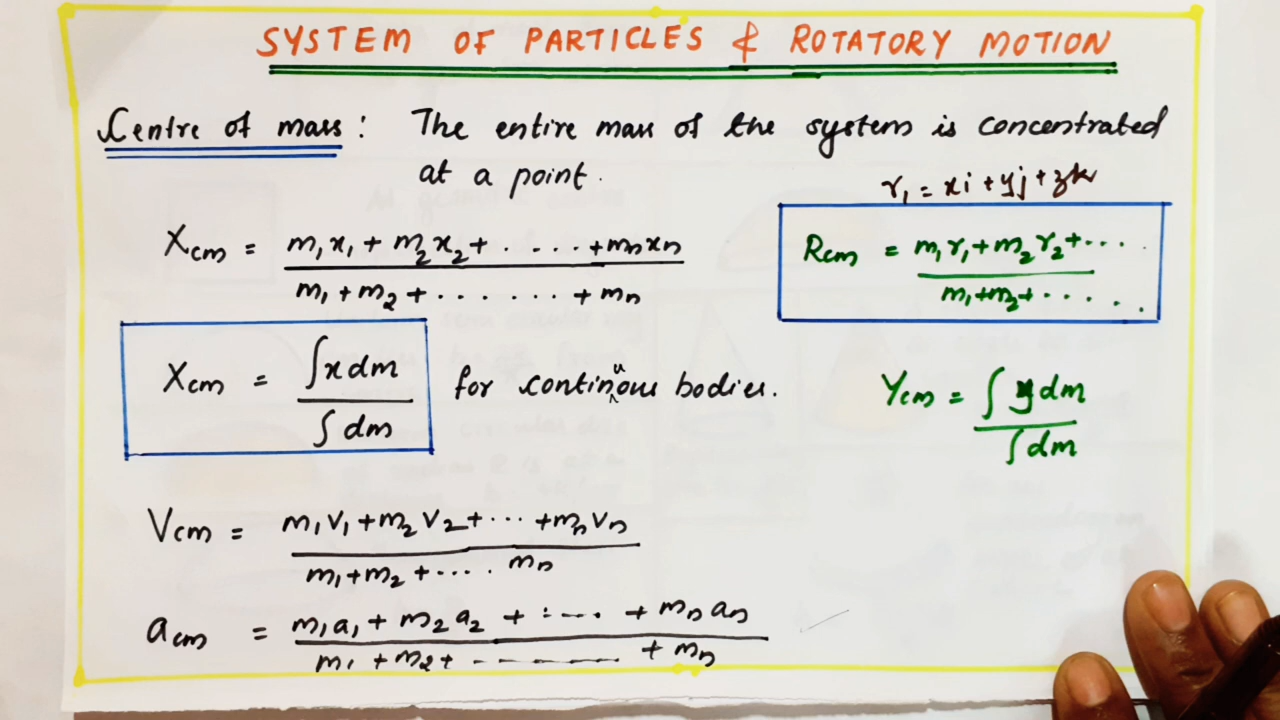 SYSTEM OF PARTICLES & ROTATORY MOTION
Centre of mass : The entire mass of the system is concentrated
at a point.
r₁ = xi + yj + zk
Xcm = m₁x₁ + m₂x₂ + ..... + mnxn
m₁ + m₂ + ....... + mn
Rcm = m₁r₁ + m₂r₂ + ....
m₁ + m₂ + .....
Xcm = ∫x dm
∫ dm
for continuous bodies.
Ycm = ∫ y dm
∫ dm
Vcm = m₁v₁ + m₂v₂ + ... + mnvn
m₁ + m₂ + ..... mn
acm = m₁a₁ + m₂a₂ + ..... + mnan
m₁ + m₂ + -------- + mn